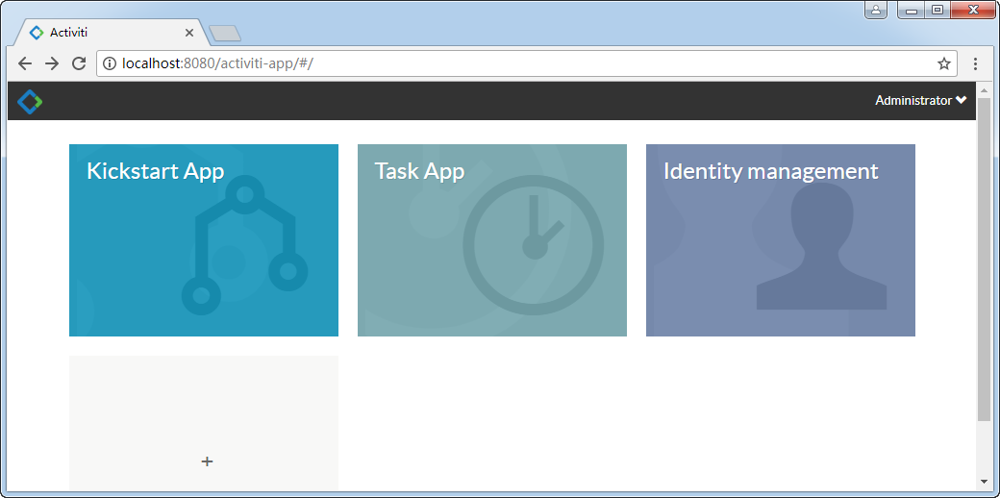 Activiti
localhost:8080/activiti-app/#/
Administrator
Kickstart App
Task App
Identity management
+